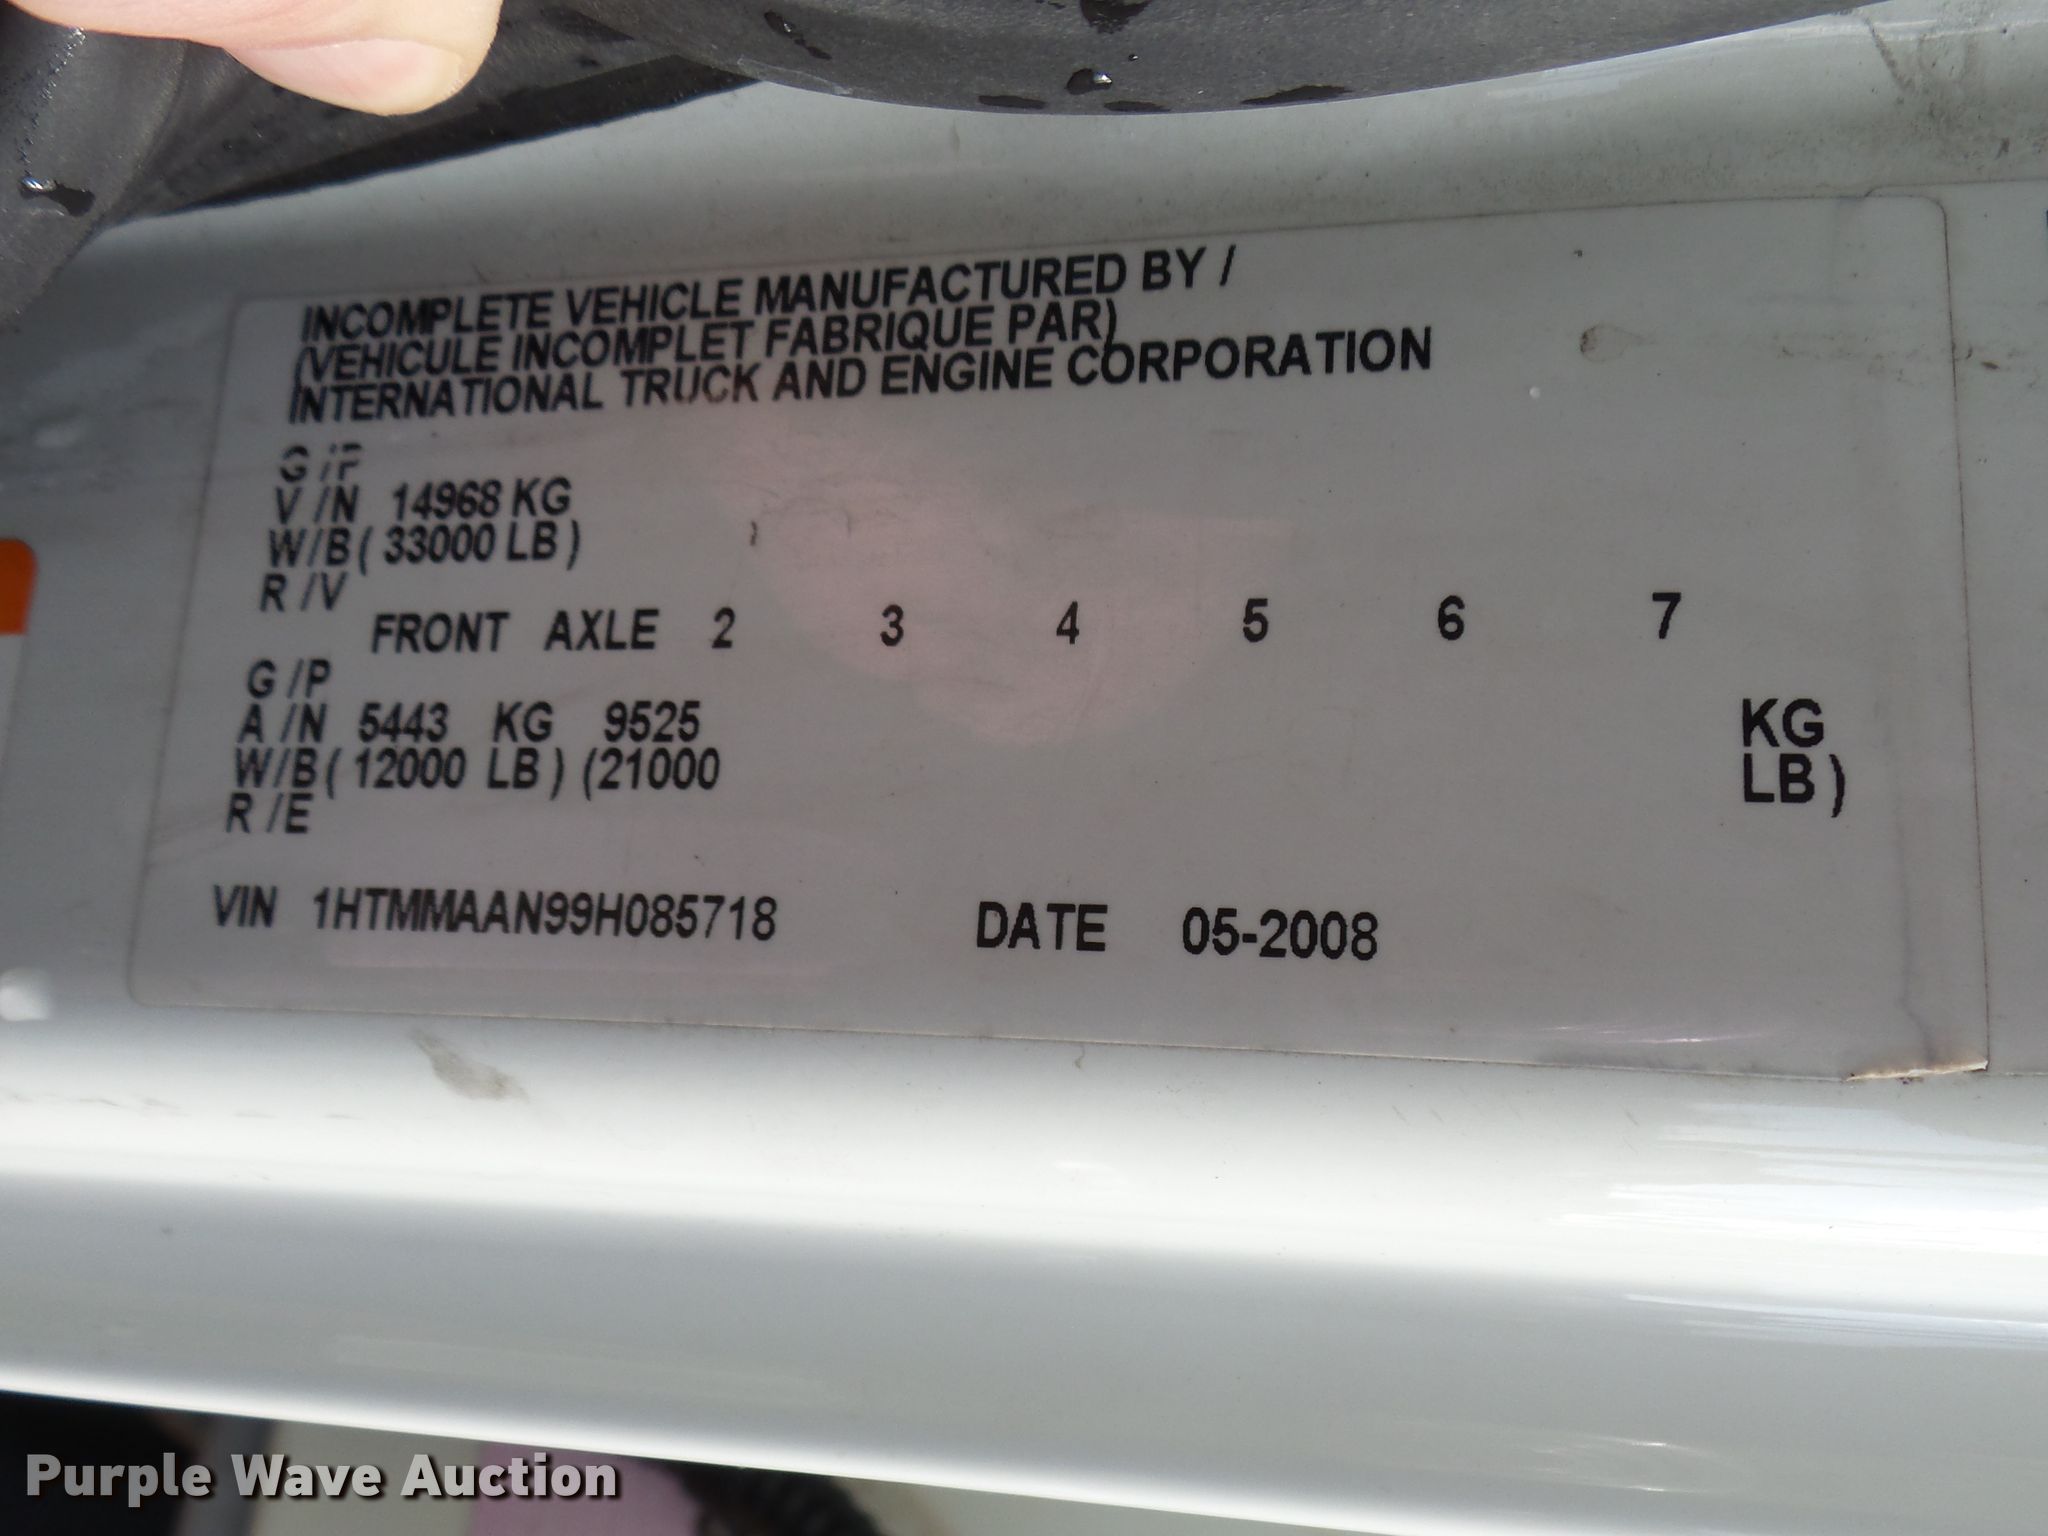 INCOMPLETE VEHICLE MANUFACTURED BY /
(VEHICULE INCOMPLET FABRIQUE PAR)
INTERNATIONAL TRUCK AND ENGINE CORPORATION
G /P
V /N 14968 KG
W/B ( 33000 LB )
R /V
FRONT AXLE 2 3 4 5 6 7
G /P
A /N 5443 KG 9525 KG
W/B ( 12000 LB ) (21000 LB )
R /E
VIN 1HTMMAAN99H085718 DATE 05-2008
Purple Wave Auction